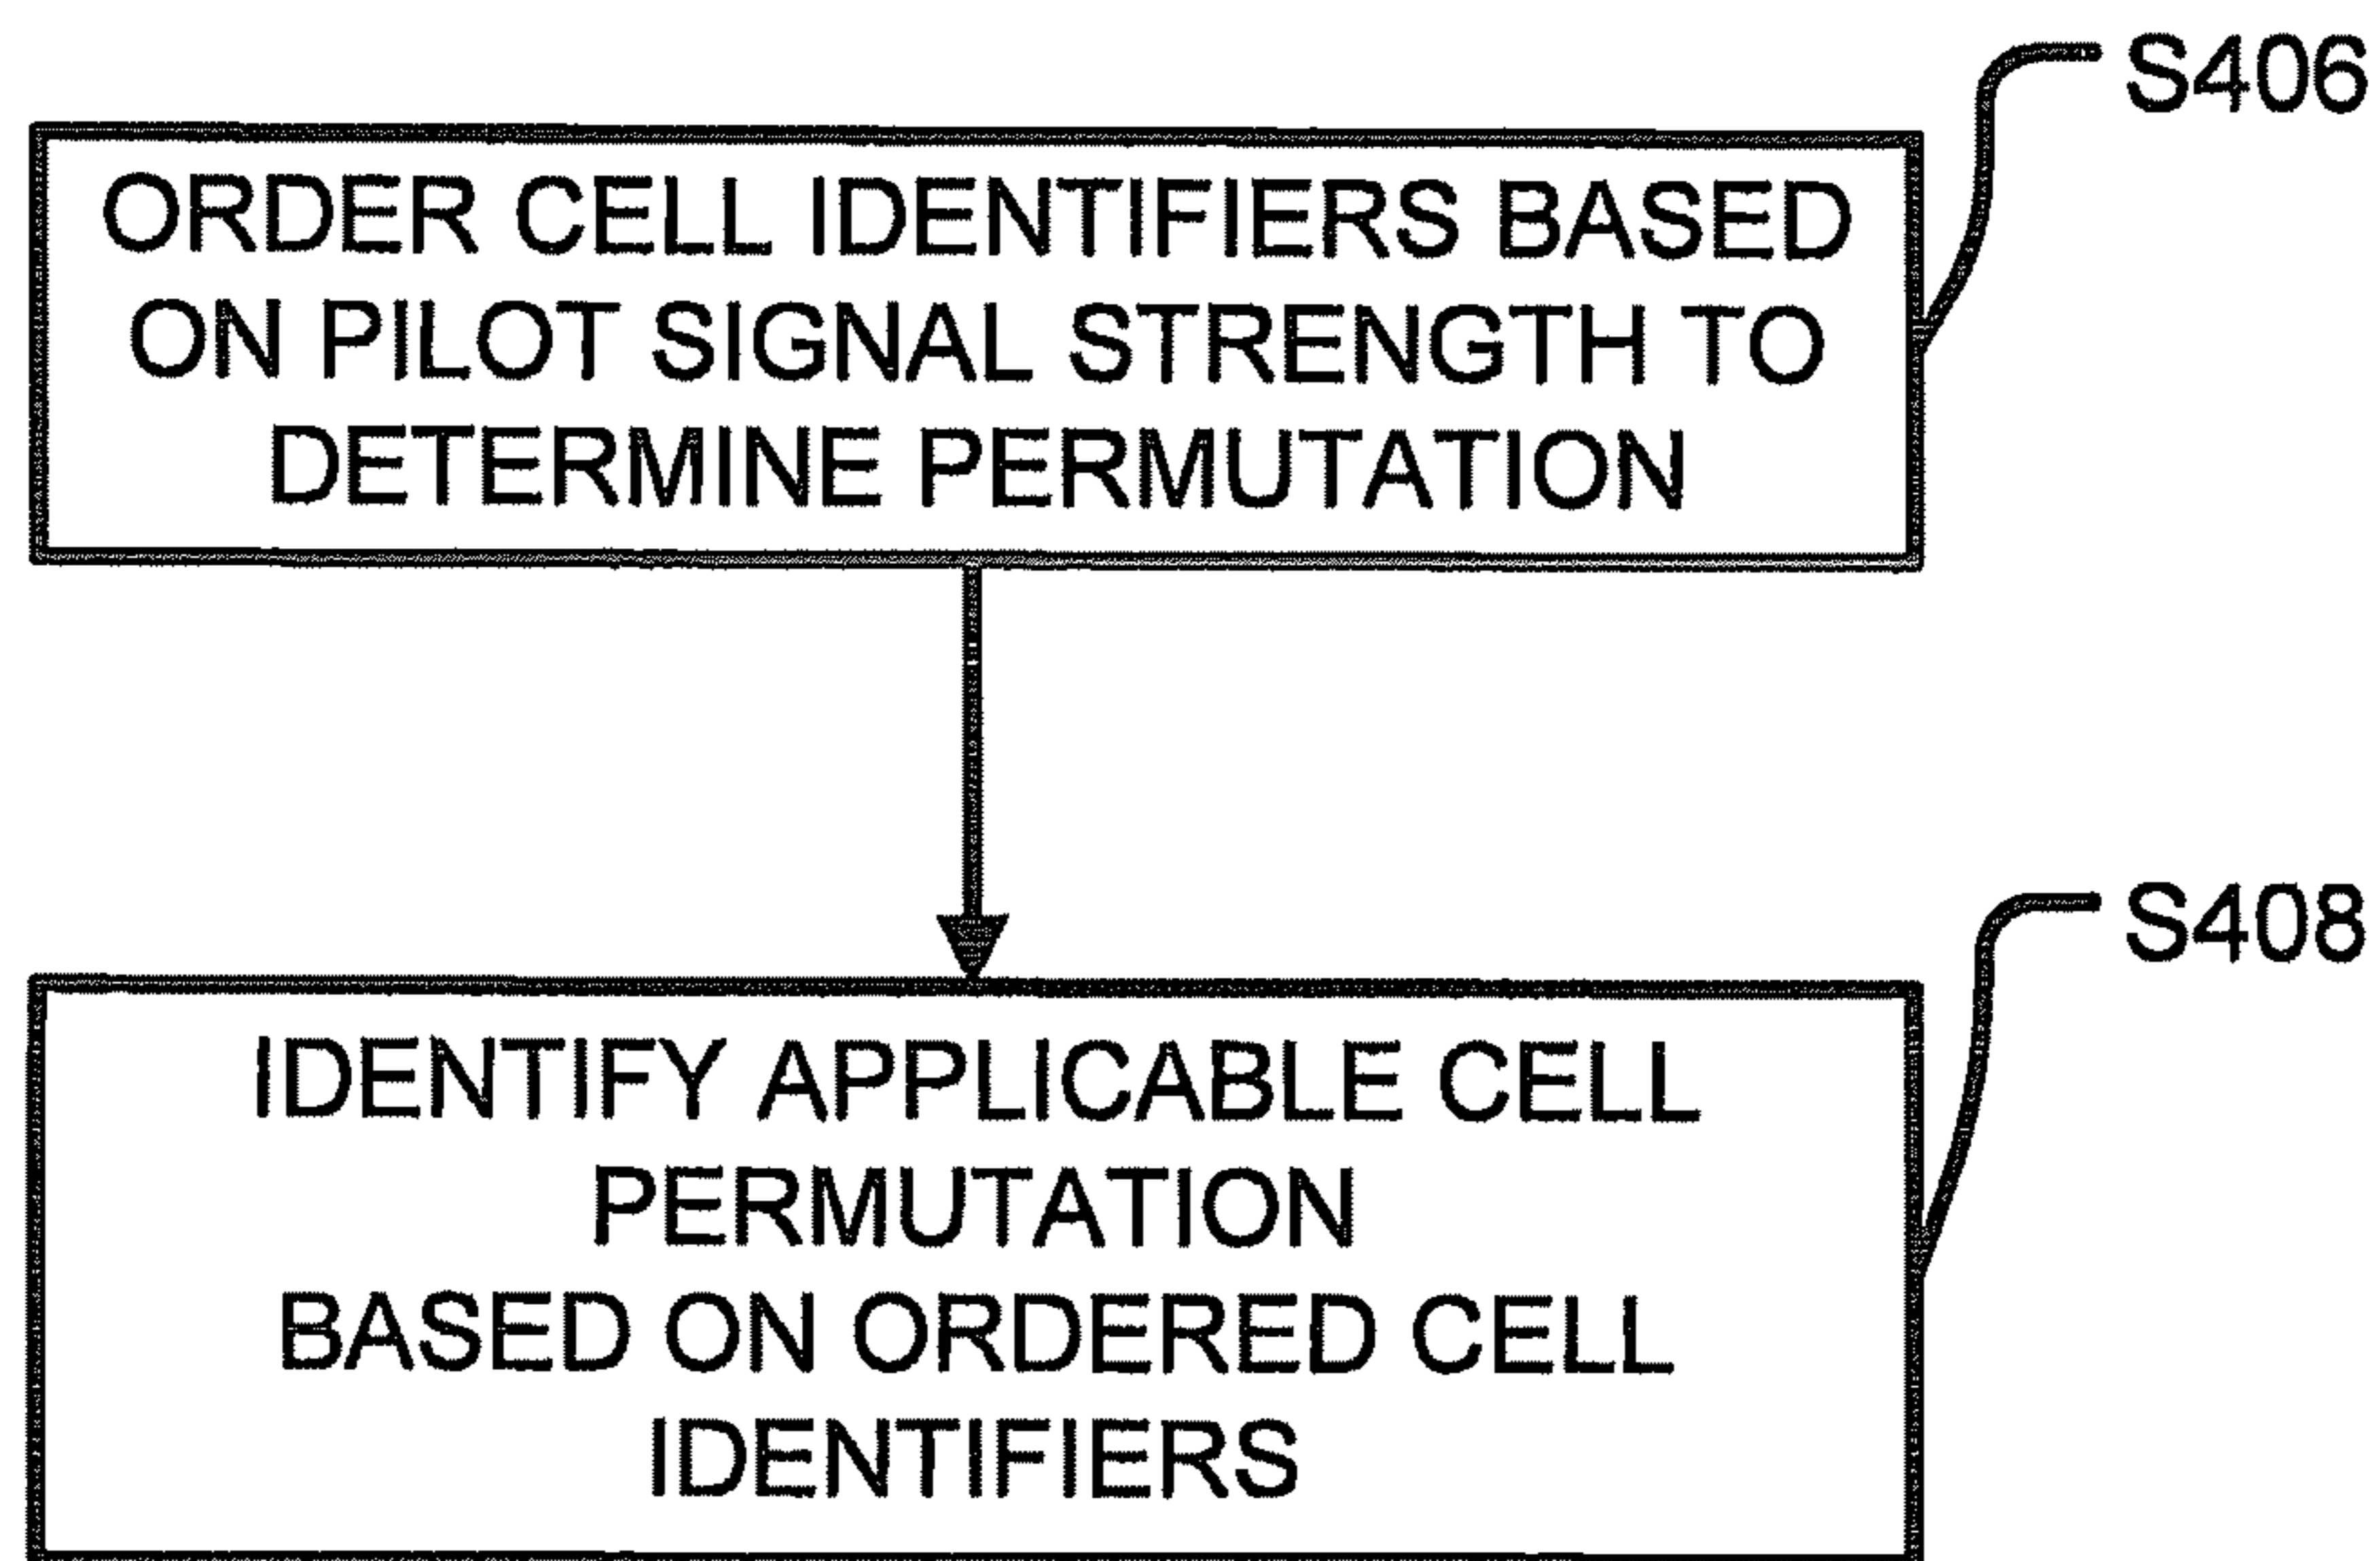 S406
ORDER CELL IDENTIFIERS BASED
ON PILOT SIGNAL STRENGTH TO
DETERMINE PERMUTATION
S408
IDENTIFY APPLICABLE CELL
PERMUTATION
BASED ON ORDERED CELL
IDENTIFIERS